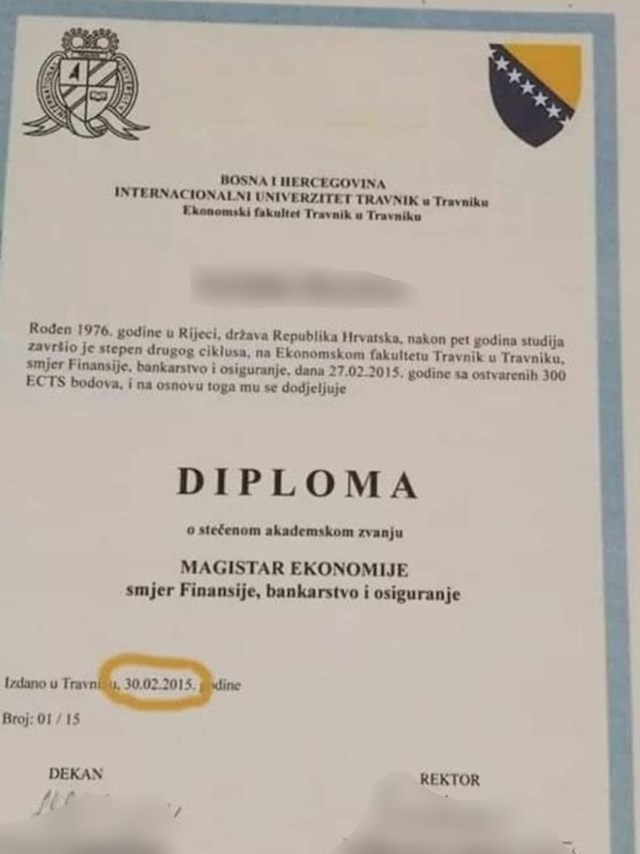 BOSNA I HERCEGOVINA
INTERNACIONALNI UNIVERZITET TRAVNIK u Travniku
Ekonomski fakultet Travnik u Travniku
Rođen 1976. godine u Rijeci, država Republika Hrvatska, nakon pet godina studija
završio je stepen drugog ciklusa, na Ekonomskom fakultetu Travnik u Travniku,
smjer Finansije, bankarstvo i osiguranje, dana 27.02.2015. godine sa ostvarenih 300
ECTS bodova, i na osnovu toga mu se dodjeljuje
DIPLOMA
o stečenom akademskom zvanju
MAGISTAR EKONOMIJE
smjer Finansije, bankarstvo i osiguranje
Izdano u Travniku, 30.02.2015. godine
Broj: 01 / 15
DEKAN
REKTOR